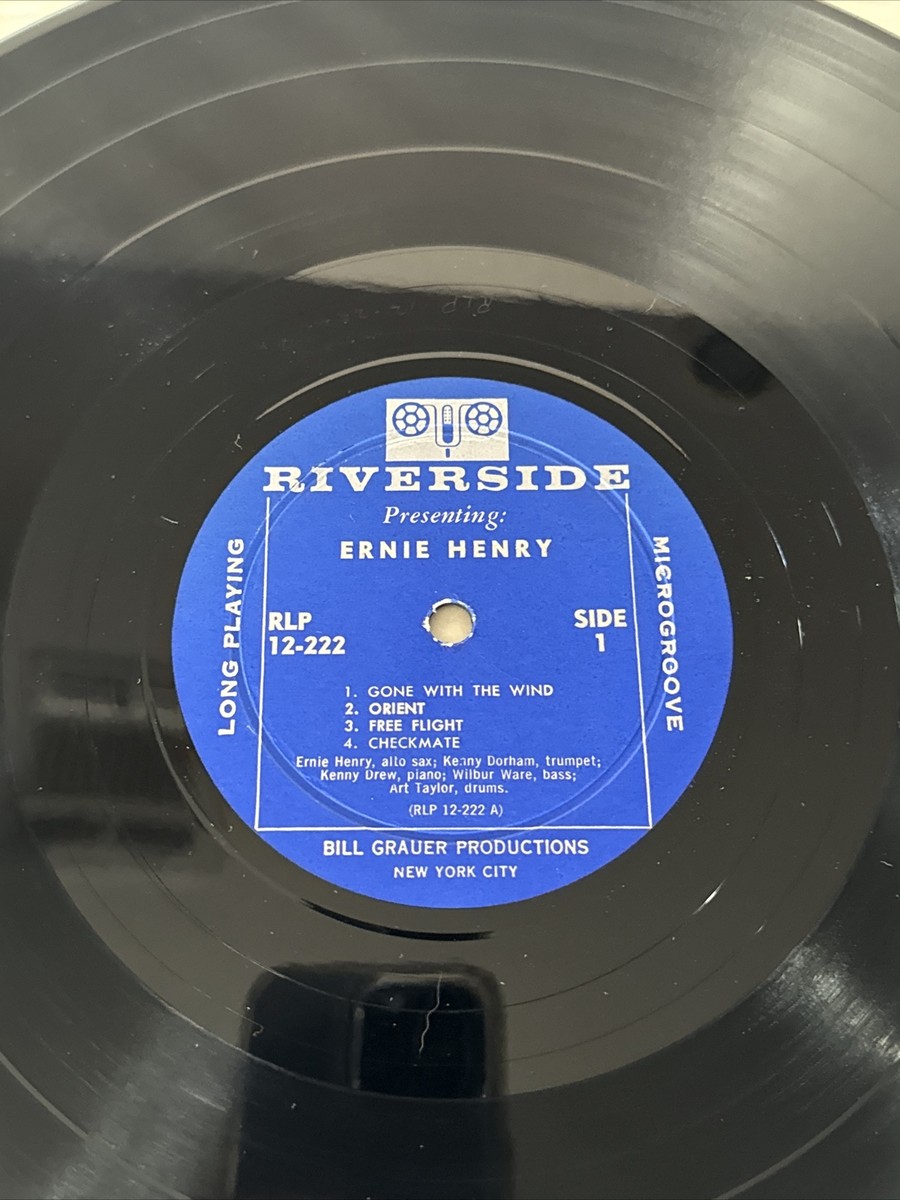 RIVERSIDE
Presenting:
ERNIE HENRY
LONG PLAYING
MICROGROOVE
RLP
12-222
SIDE
1
1. GONE WITH THE WIND
2. ORIENT
3. FREE FLIGHT
4. CHECKMATE
Ernie Henry, alto sax; Kenny Dorham, trumpet;
Kenny Drew, piano; Wilbur Ware, bass;
Art Taylor, drums.
(RLP 12-222 A)
BILL GRAUER PRODUCTIONS
NEW YORK CITY